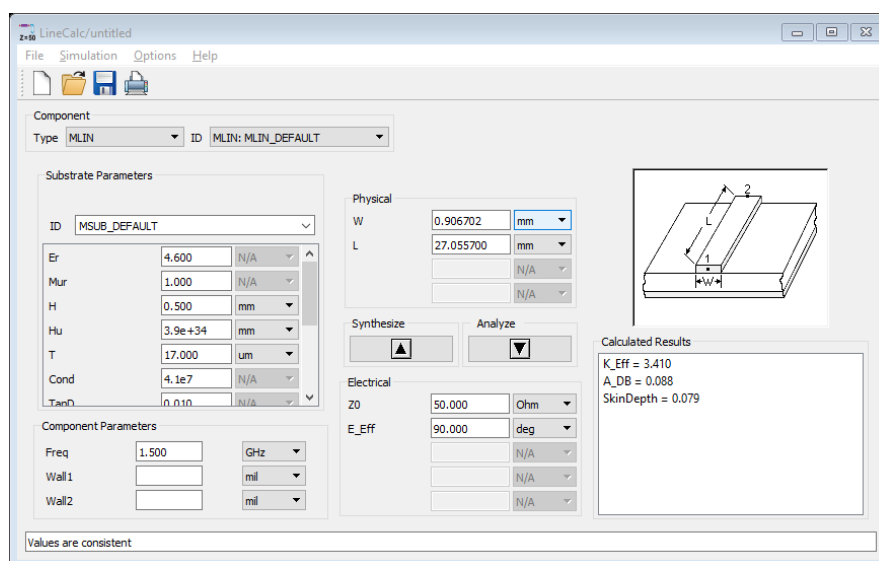 Z=50 LineCalc/untitled
File Simulation Options Help
Component
Type MLIN ID MLIN: MLIN_DEFAULT
Substrate Parameters
ID MSUB_DEFAULT
Er 4.600 N/A
Mur 1.000 N/A
H 0.500 mm
Hu 3.9e+34 mm
T 17.000 um
Cond 4.1e7 N/A
TanD 0.010 N/A
Component Parameters
Freq 1.500 GHz
Wall1 mil
Wall2 mil
Physical
W 0.906702 mm
L 27.055700 mm
N/A
N/A
Synthesize Analyze
Electrical
Z0 50.000 Ohm
E_Eff 90.000 deg
N/A
N/A
N/A
2
L
1
W
Calculated Results
K_Eff = 3.410
A_DB = 0.088
SkinDepth = 0.079
Values are consistent